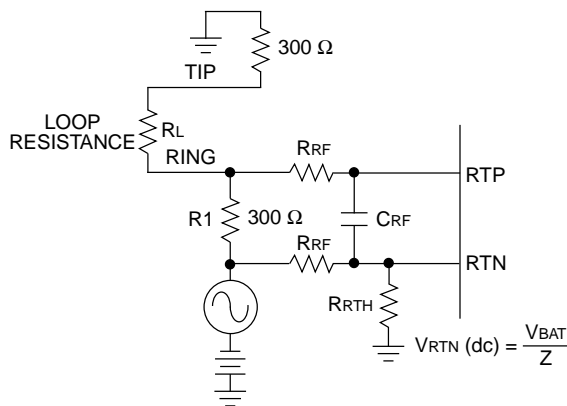 300 Ω
TIP
LOOP
RESISTANCE
RL
RING
RRF
RTP
R1
300 Ω
CRF
RRF
RTN
RRTH
VRTN (dc) = VBAT
Z